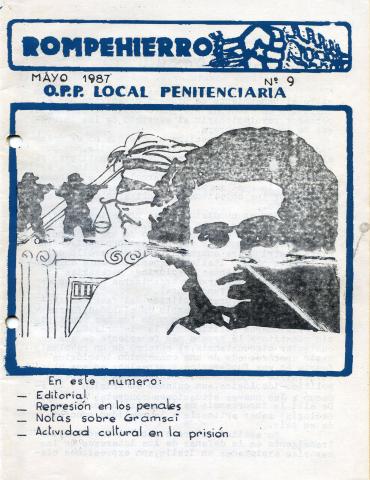 ROMPEHIERRO
MAYO 1987 Nº 9
O.P.P. LOCAL PENITENCIARIA
En este número:
— Editorial
— Represión en los penales
— Notas sobre Gramsci
— Actividad cultural en la prisión